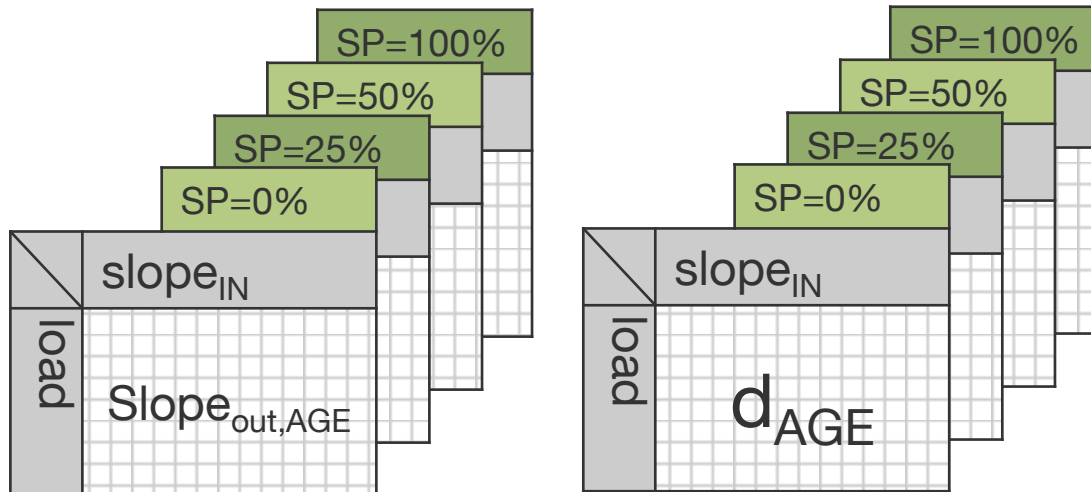 SP=100%
SP=50%
SP=25%
SP=0%
slopeIN
load
Slopeout,AGE
SP=100%
SP=50%
SP=25%
SP=0%
slopeIN
load
dAGE